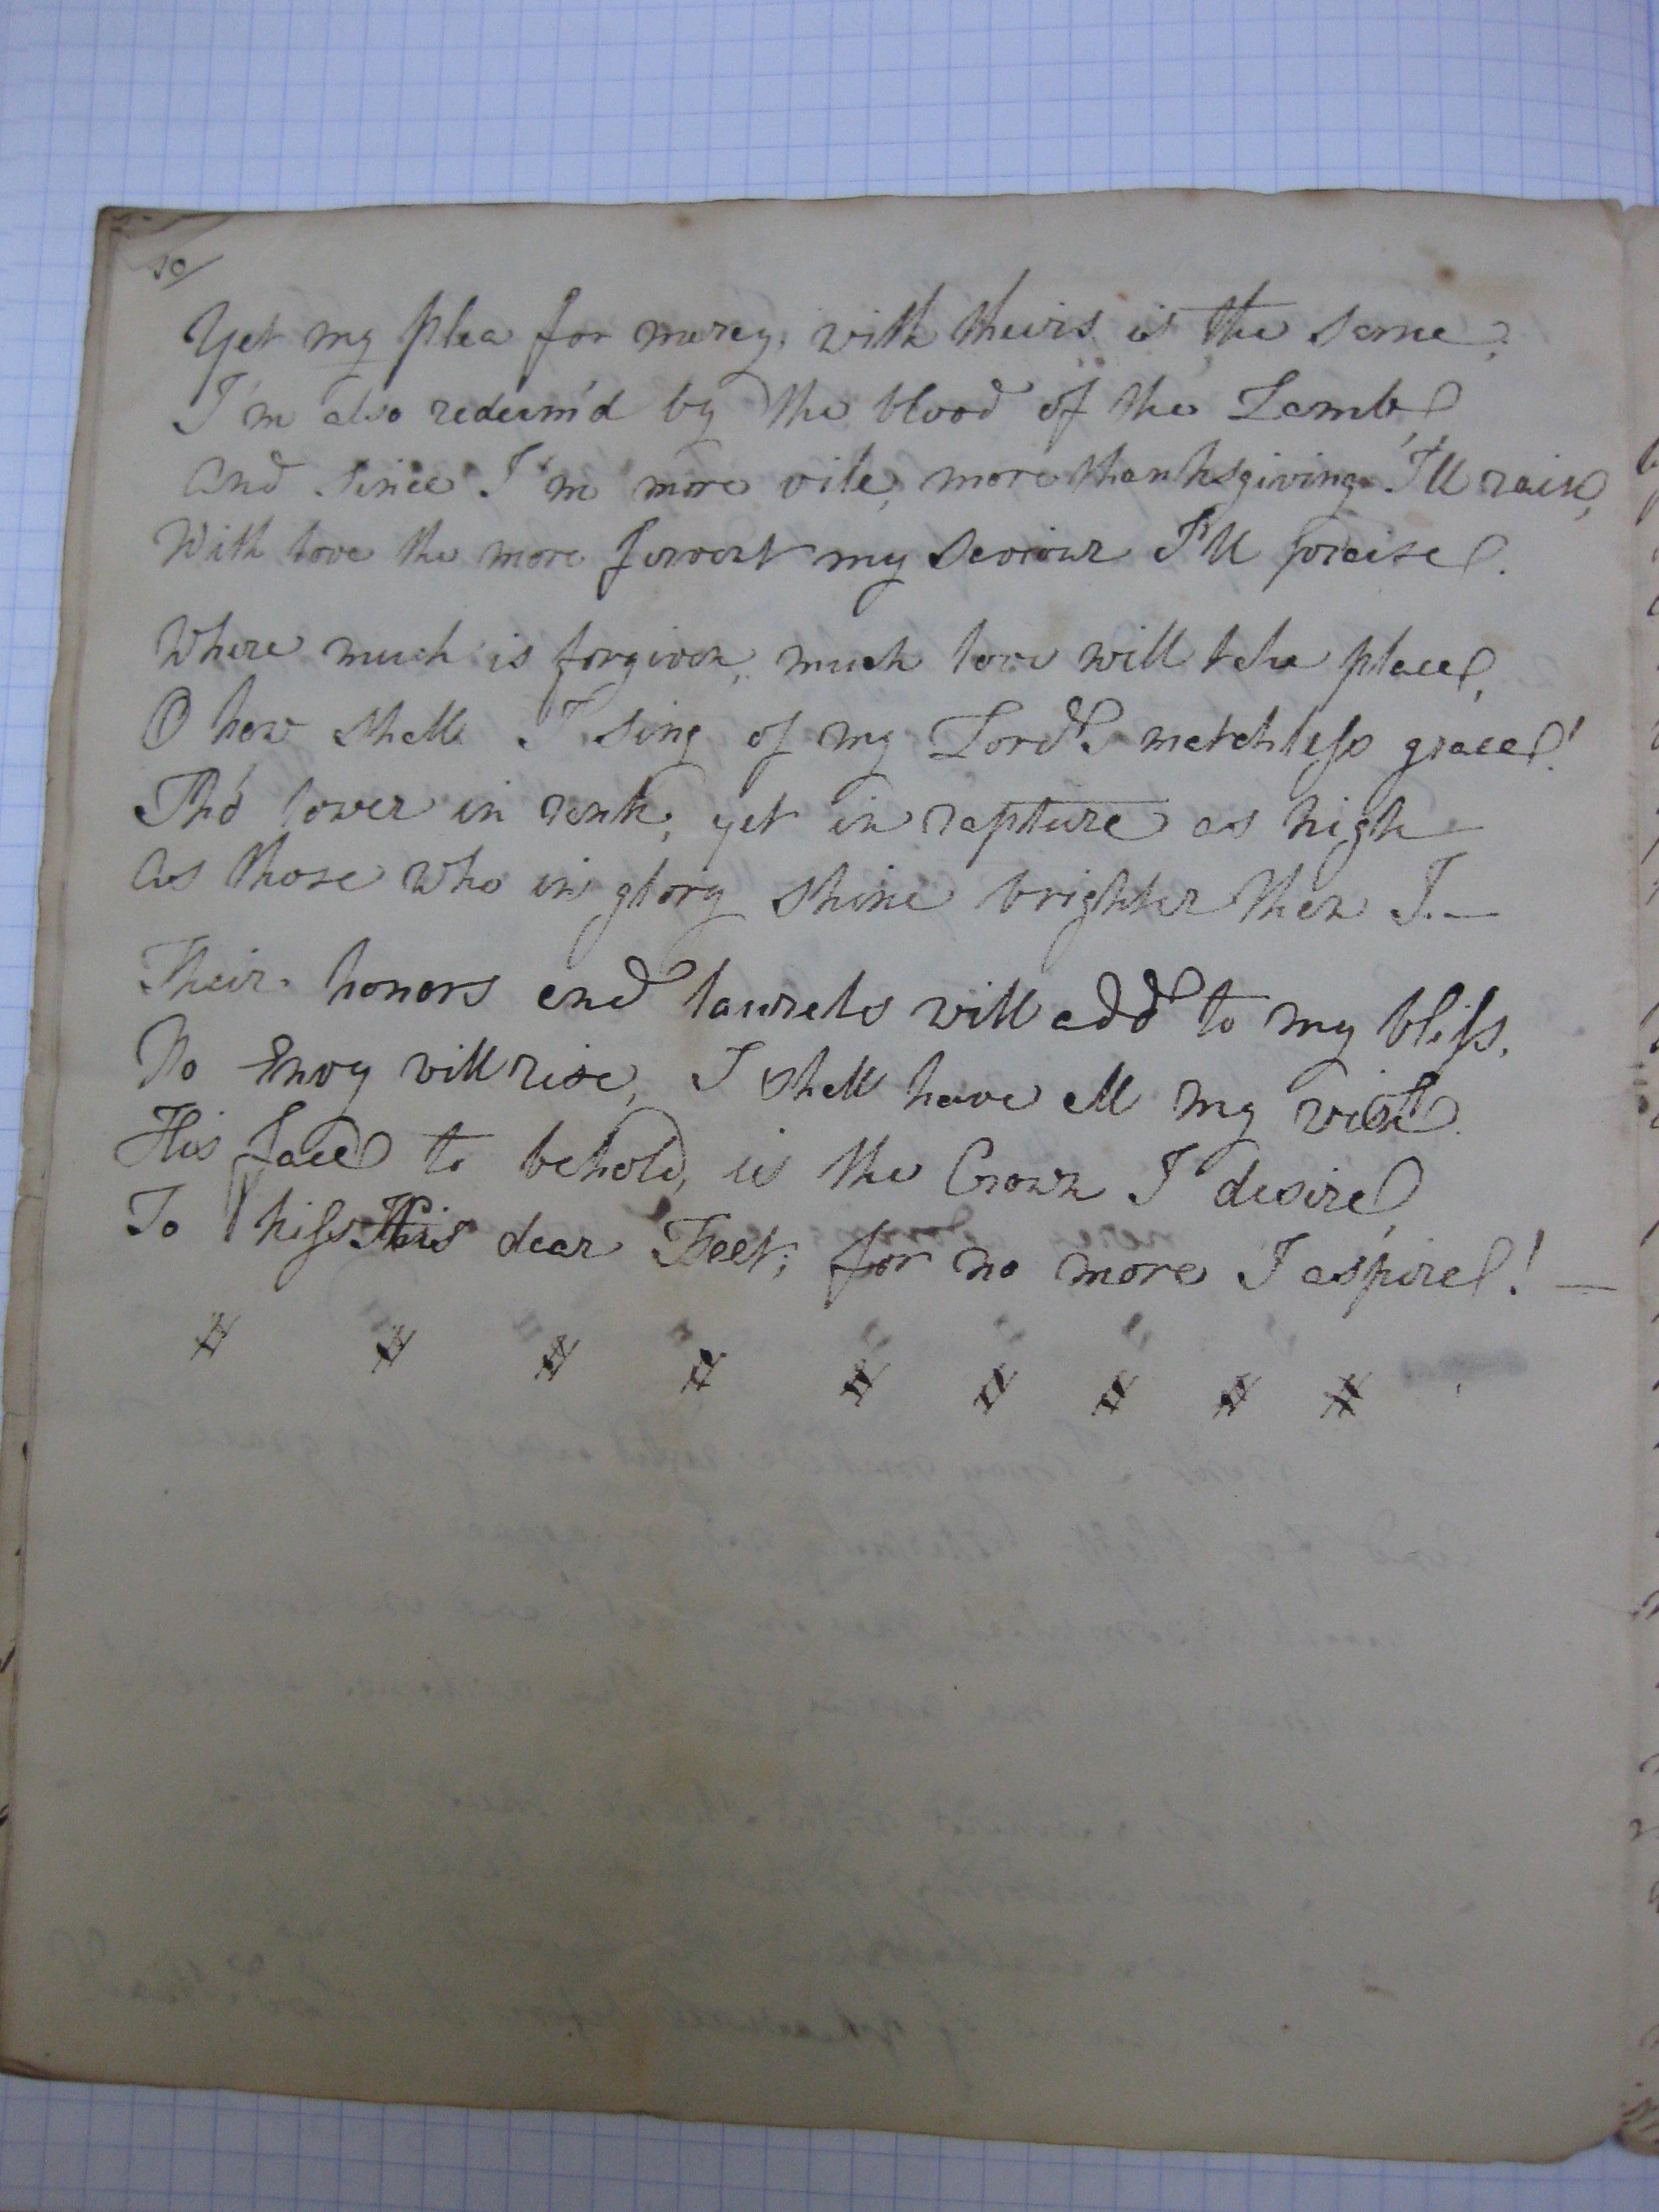 10/
Yet my plea for mercy, with theirs is the same,
I'm also redeem'd by the blood of the Lamb,
And since I'm more vile, more thanksgiving I'll raise,
With love the more fervent my Saviour I'll praise.
Where much is forgiven, much love will take place,
O how shall I sing of my Lord's matchless grace!
Tho' lower in rank, yet in rapture as high
As those who in glory shine brighter then I.—
Their honors and laurels will add to my bliss,
No Envy will rise, I shall have all my wish
His face to behold, is the Crown I desire,
To kiss His dear Feet; for no more I aspire! —
# # # # # # # # #